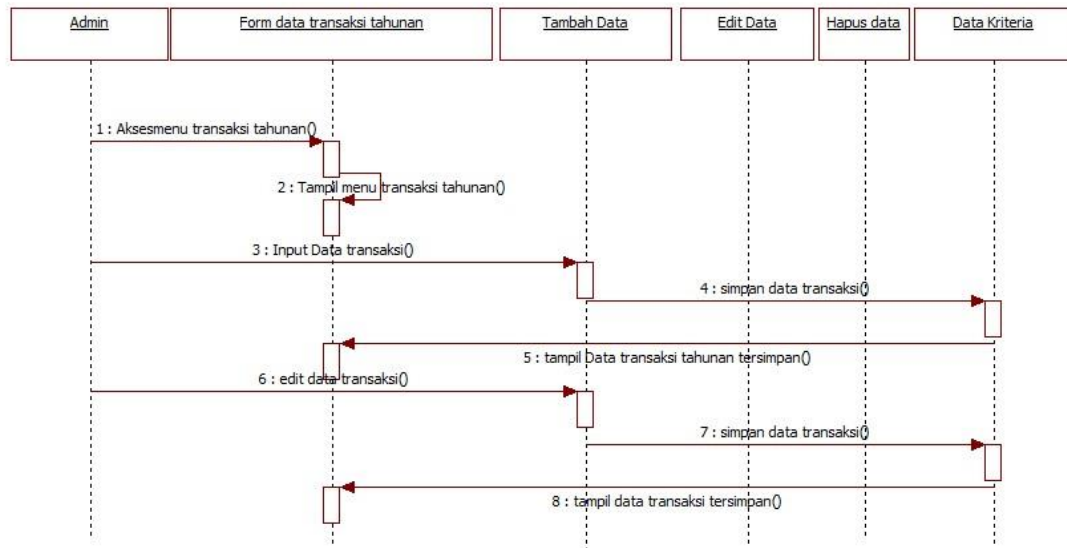 Admin
Form data transaksi tahunan
Tambah Data
Edit Data
Hapus data
Data Kriteria
1 : Aksesmenu transaksi tahunan()
2 : Tampil menu transaksi tahunan()
3 : Input Data transaksi()
4 : simpan data transaksi()
5 : tampil Data transaksi tahunan tersimpan()
6 : edit data transaksi()
7 : simpan data transaksi()
8 : tampil data transaksi tersimpan()